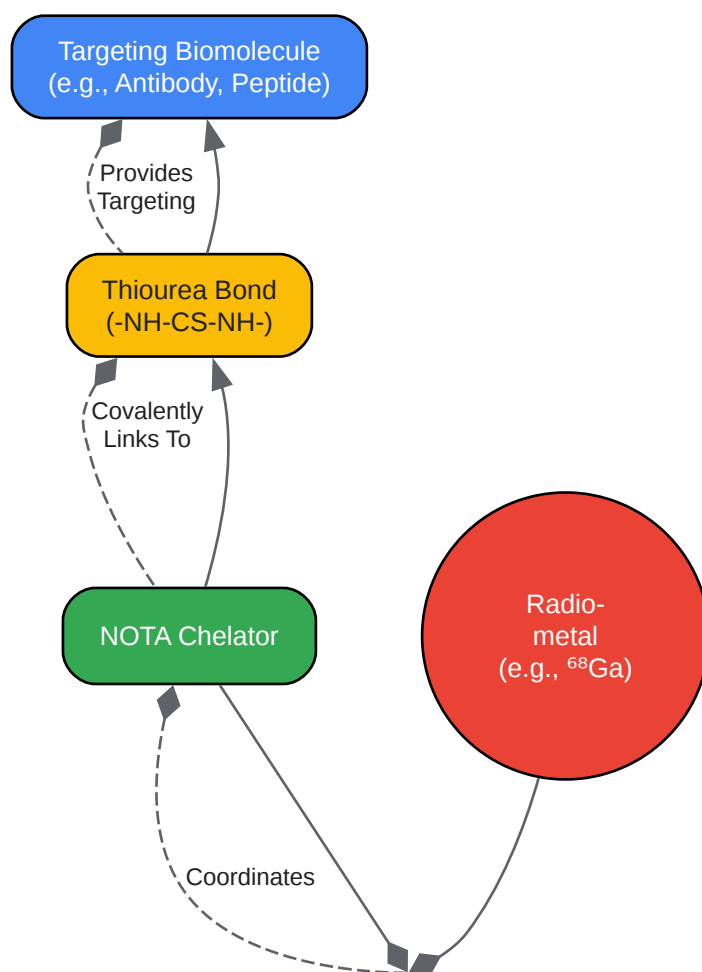 Targeting Biomolecule
(e.g., Antibody, Peptide)
Provides
Targeting
Thiourea Bond
(-NH-CS-NH-)
Covalently
Links To
NOTA Chelator
Radio-
metal
(e.g., ⁶⁸Ga)
Coordinates